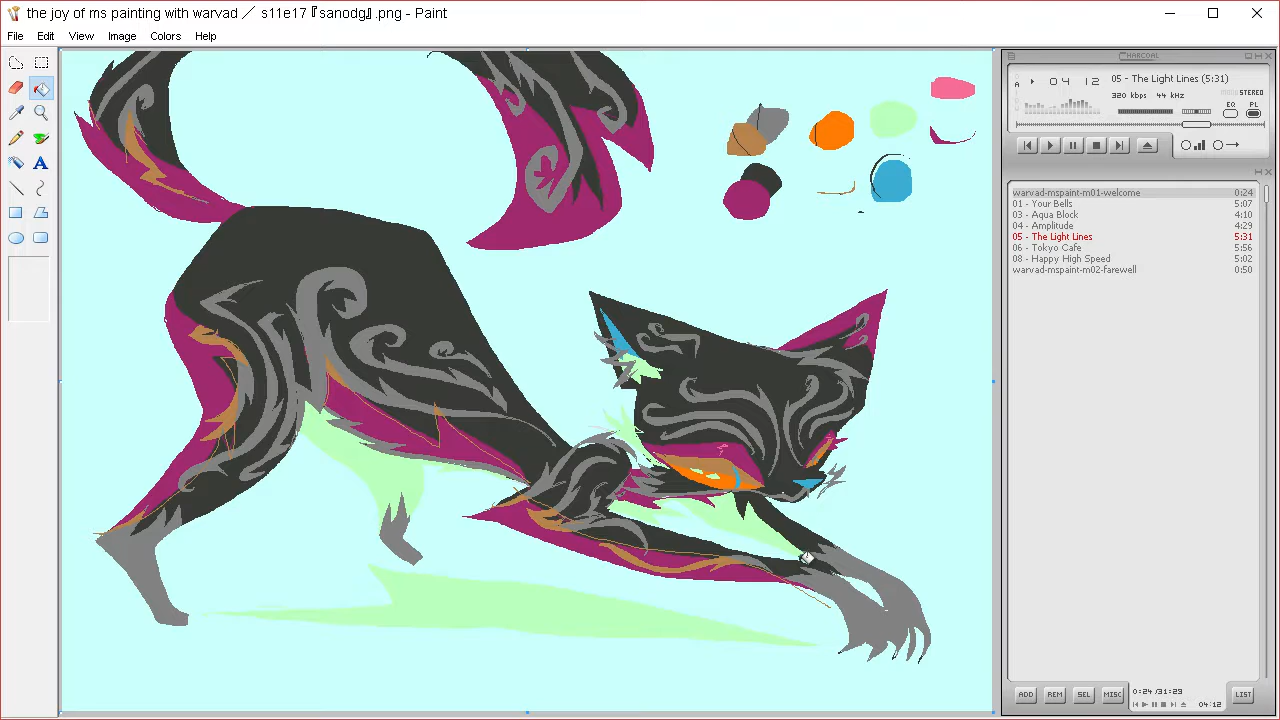 the joy of ms painting with warvad ／ s11e17『sanodg』.png - Paint
File Edit View Image Colors Help
CHARCOAL
04 12
05 - The Light Lines (5:31)
320 kbps 44 kHz
STEREO
EQ PL
warvad-mspaint-m01-welcome 0:24
01 - Your Bells 5:07
03 - Aqua Block 4:10
04 - Amplitude 4:29
05 - The Light Lines 5:31
06 - Tokyo Cafe 5:56
08 - Happy High Speed 5:02
warvad-mspaint-m02-farewell 0:50
ADD REM SEL MISC 0:24/31:29 04:12 LIST